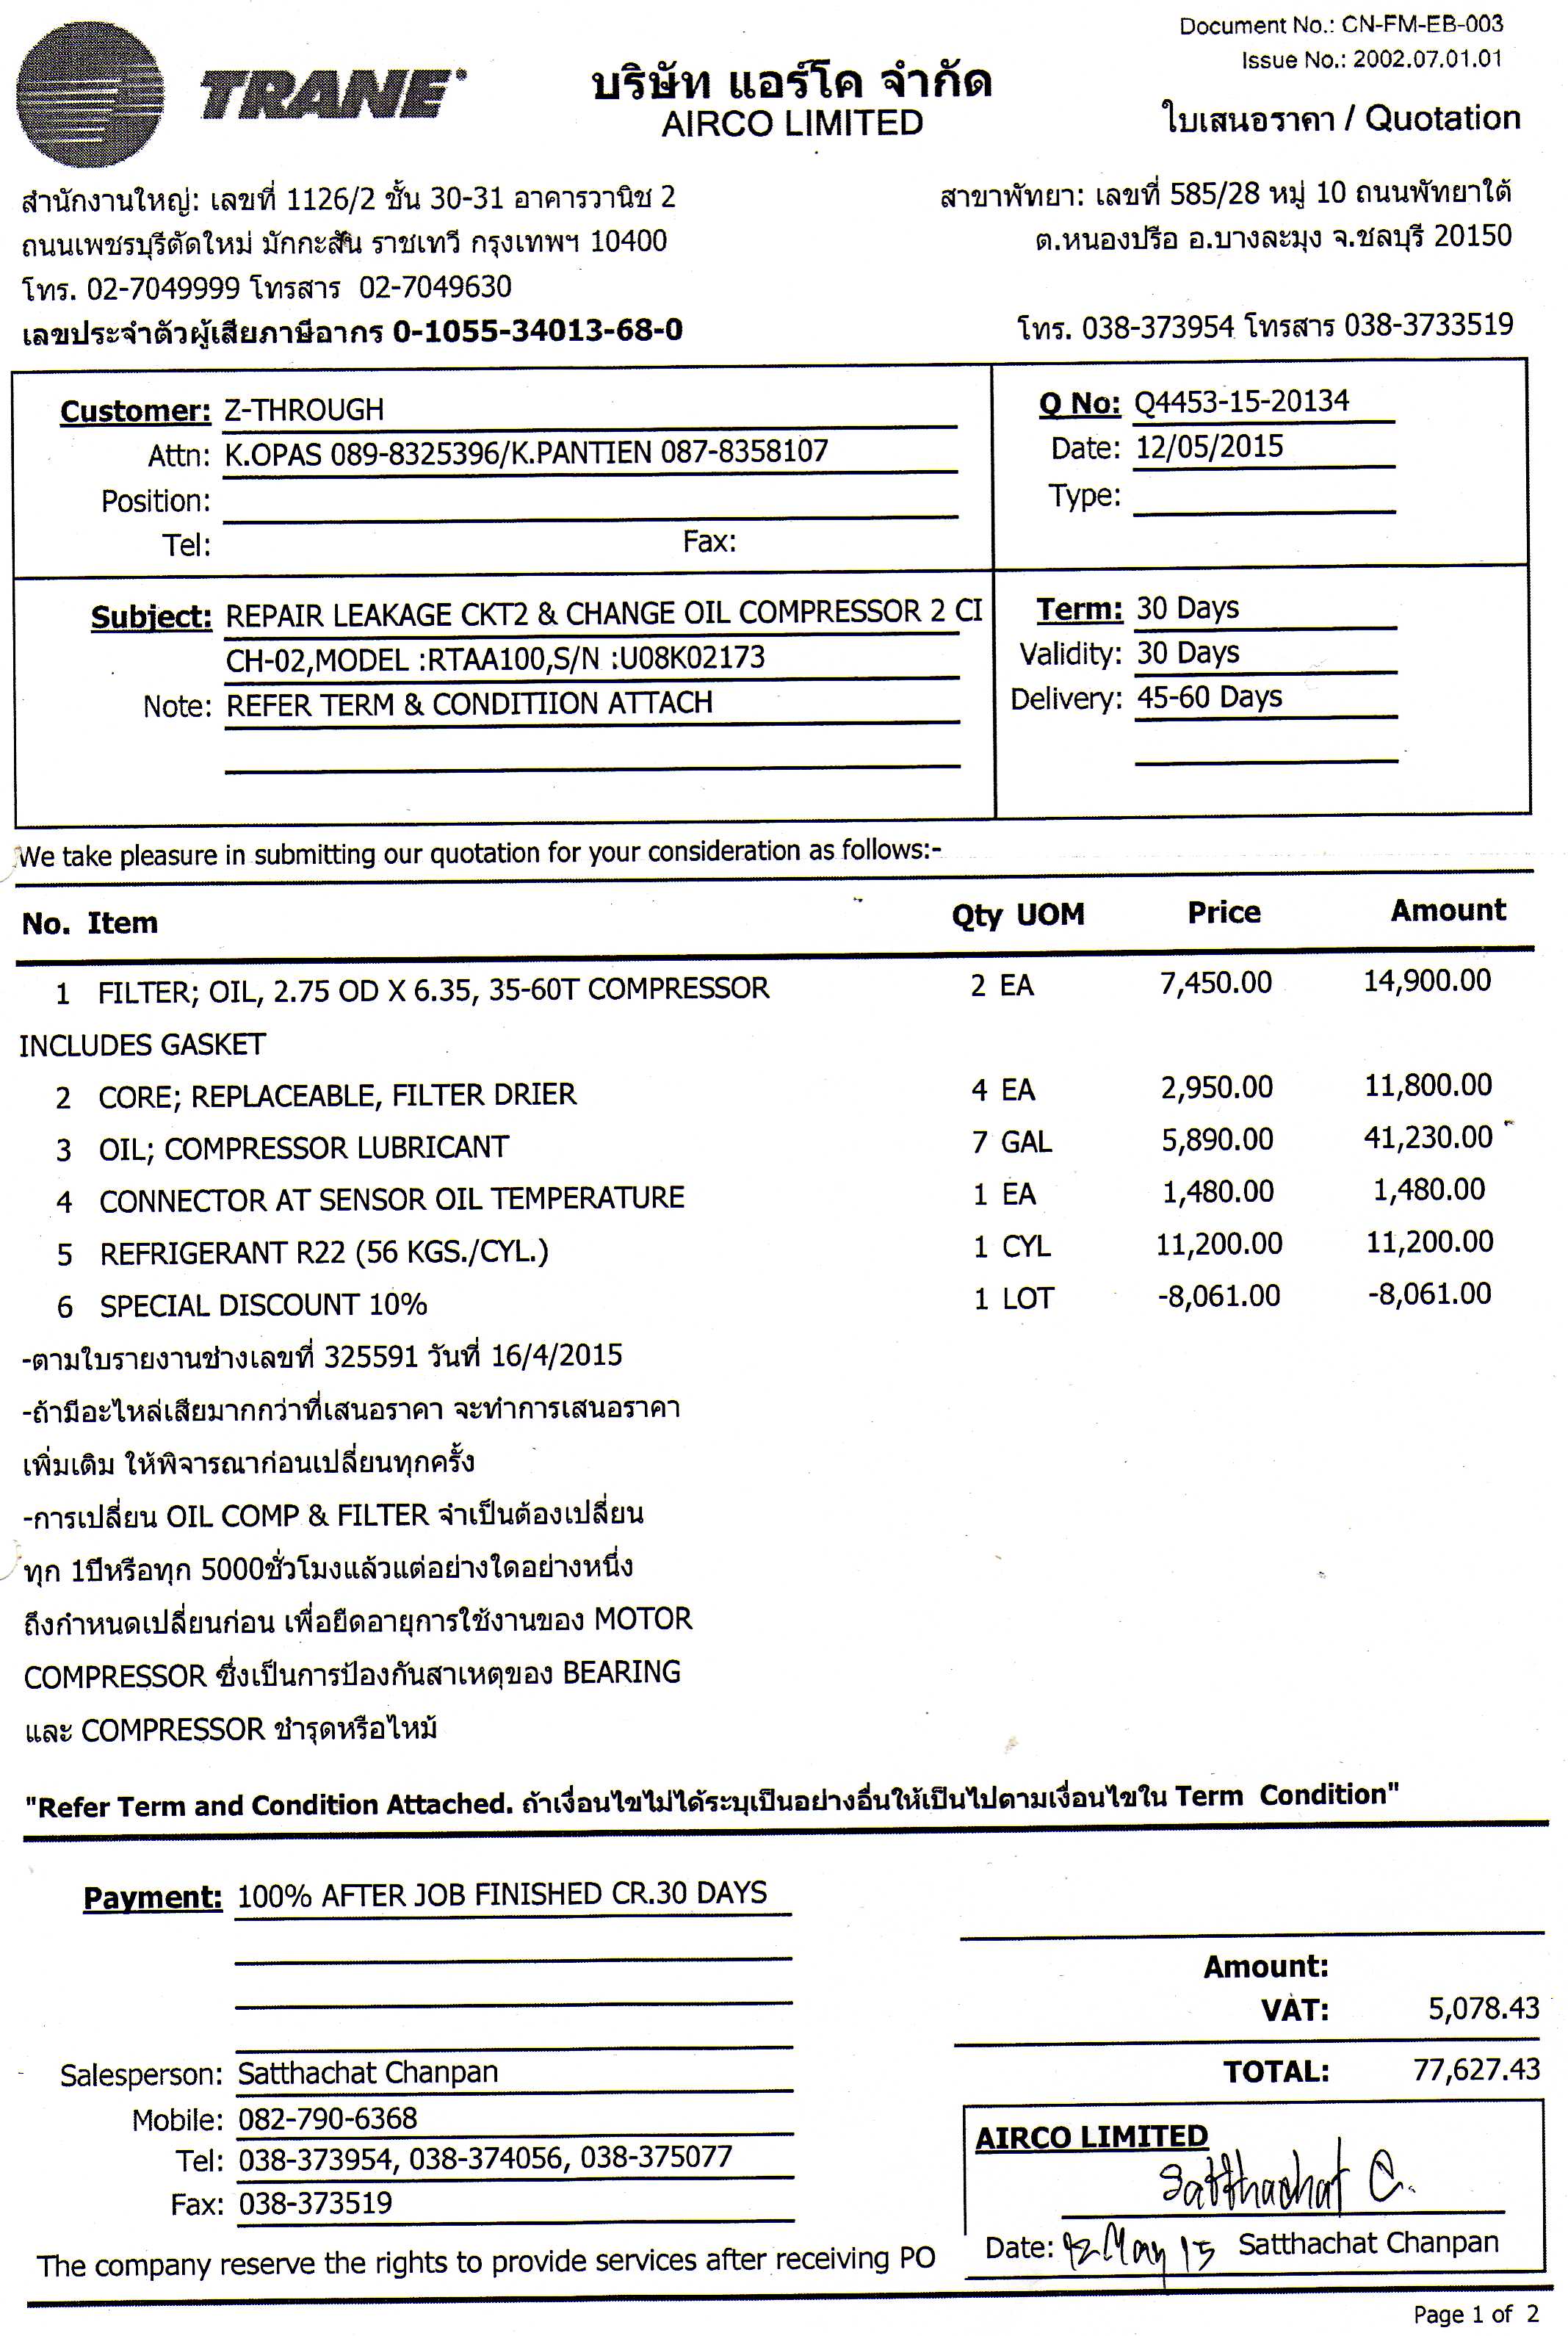 Document No.: CN-FM-EB-003
Issue No.: 2002.07.01.01
TRANE
บริษัท แอร์โค จำกัด
AIRCO LIMITED
ใบเสนอราคา / Quotation
สำนักงานใหญ่: เลขที่ 1126/2 ชั้น 30-31 อาคารวานิช 2
ถนนเพชรบุรีตัดใหม่ มักกะสัน ราชเทวี กรุงเทพฯ 10400
โทร. 02-7049999 โทรสาร 02-7049630
เลขประจำตัวผู้เสียภาษีอากร 0-1055-34013-68-0
สาขาพัทยา: เลขที่ 585/28 หมู่ 10 ถนนพัทยาใต้
ต.หนองปรือ อ.บางละมุง จ.ชลบุรี 20150
โทร. 038-373954 โทรสาร 038-3733519
Customer: Z-THROUGH
Attn: K.OPAS 089-8325396/K.PANTIEN 087-8358107
Position:
Tel: Fax:
Q No: Q4453-15-20134
Date: 12/05/2015
Type:
Subject: REPAIR LEAKAGE CKT2 & CHANGE OIL COMPRESSOR 2 CI
CH-02,MODEL :RTAA100,S/N :U08K02173
Note: REFER TERM & CONDITIION ATTACH
Term: 30 Days
Validity: 30 Days
Delivery: 45-60 Days
We take pleasure in submitting our quotation for your consideration as follows:-
No. Item Qty UOM Price Amount
1 FILTER; OIL, 2.75 OD X 6.35, 35-60T COMPRESSOR 2 EA 7,450.00 14,900.00
INCLUDES GASKET
2 CORE; REPLACEABLE, FILTER DRIER 4 EA 2,950.00 11,800.00
3 OIL; COMPRESSOR LUBRICANT 7 GAL 5,890.00 41,230.00
4 CONNECTOR AT SENSOR OIL TEMPERATURE 1 EA 1,480.00 1,480.00
5 REFRIGERANT R22 (56 KGS./CYL.) 1 CYL 11,200.00 11,200.00
6 SPECIAL DISCOUNT 10% 1 LOT -8,061.00 -8,061.00
-ตามใบรายงานช่างเลขที่ 325591 วันที่ 16/4/2015
-ถ้ามีอะไหล่เสียมากกว่าที่เสนอราคา จะทำการเสนอราคา
เพิ่มเติม ให้พิจารณาก่อนเปลี่ยนทุกครั้ง
-การเปลี่ยน OIL COMP & FILTER จำเป็นต้องเปลี่ยน
ทุก 1ปีหรือทุก 5000ชั่วโมงแล้วแต่อย่างใดอย่างหนึ่ง
ถึงกำหนดเปลี่ยนก่อน เพื่อยืดอายุการใช้งานของ MOTOR
COMPRESSOR ซึ่งเป็นการป้องกันสาเหตุของ BEARING
และ COMPRESSOR ชำรุดหรือไหม้
"Refer Term and Condition Attached. ถ้าเงื่อนไขไม่ได้ระบุเป็นอย่างอื่นให้เป็นไปตามเงื่อนไขใน Term Condition"
Payment: 100% AFTER JOB FINISHED CR.30 DAYS
Amount:
VAT: 5,078.43
TOTAL: 77,627.43
Salesperson: Satthachat Chanpan
Mobile: 082-790-6368
Tel: 038-373954, 038-374056, 038-375077
Fax: 038-373519
AIRCO LIMITED
Satthachat C.
Date: 12 May 15 Satthachat Chanpan
The company reserve the rights to provide services after receiving PO
Page 1 of 2